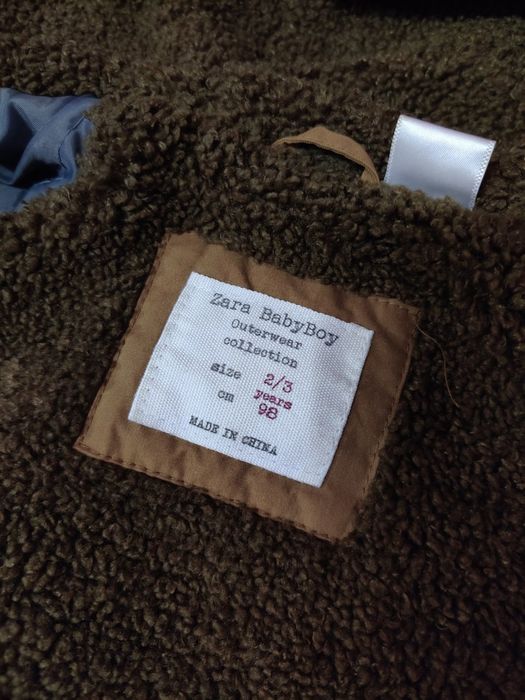 Zara BabyBoy
Outerwear
collection
size 2/3
years
cm 98
MADE IN CHINA